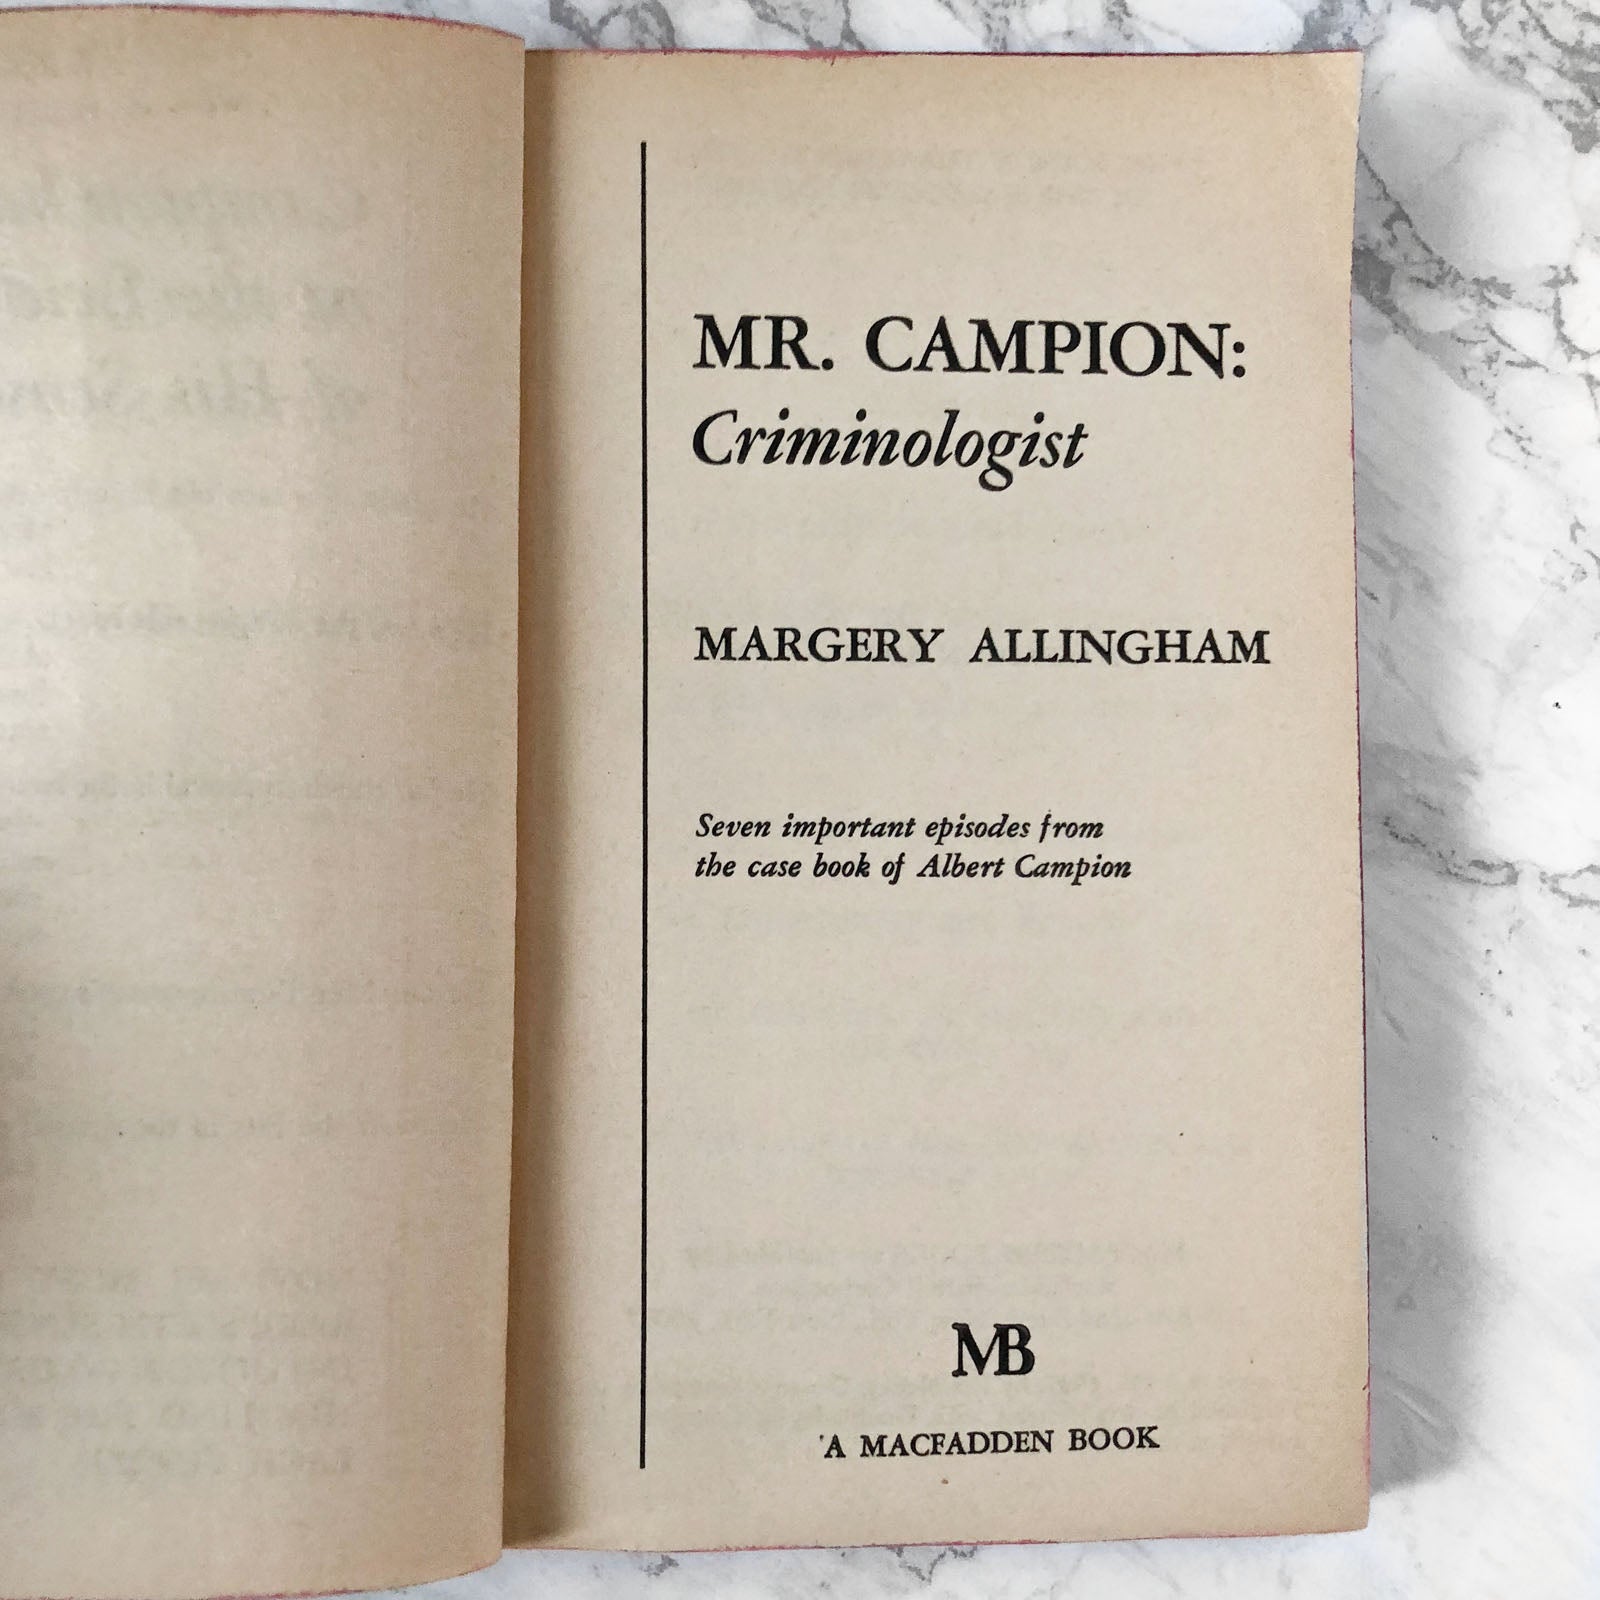 MR. CAMPION:
Criminologist
MARGERY ALLINGHAM
Seven important episodes from
the case book of Albert Campion
MB
A MACFADDEN BOOK